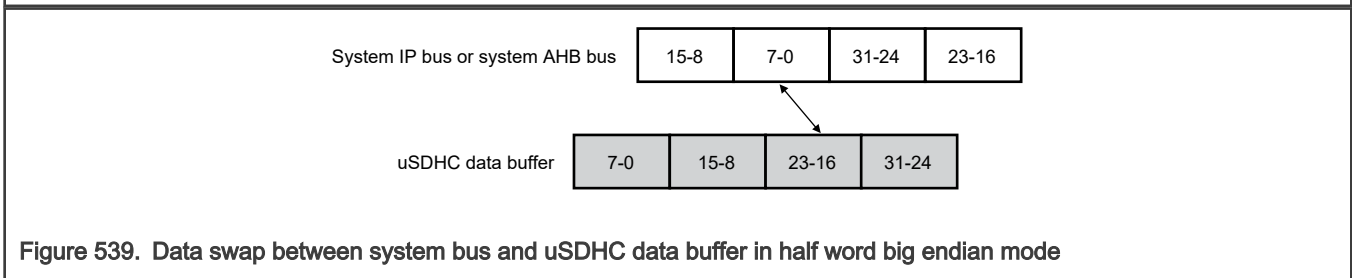 System IP bus or system AHB bus 15-8 7-0 31-24 23-16
uSDHC data buffer 7-0 15-8 23-16 31-24
Figure 539. Data swap between system bus and uSDHC data buffer in half word big endian mode